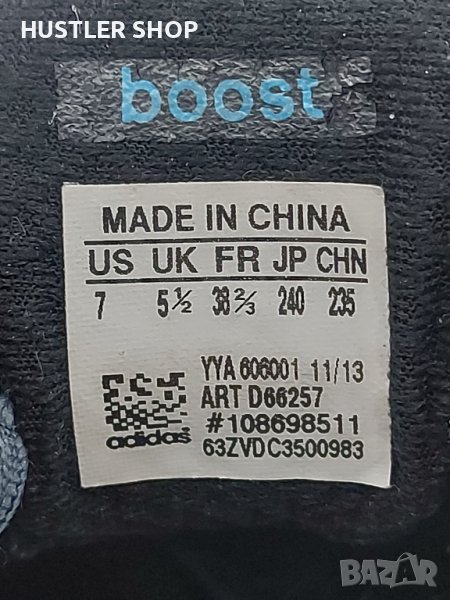 HUSTLER SHOP
boost
MADE IN CHINA
US UK FR JP CHN
7 5½ 38⅔ 240 235
YYA 606001 11/13
ART D66257
#108698511
adidas 63ZVDC3500983
BAZAR